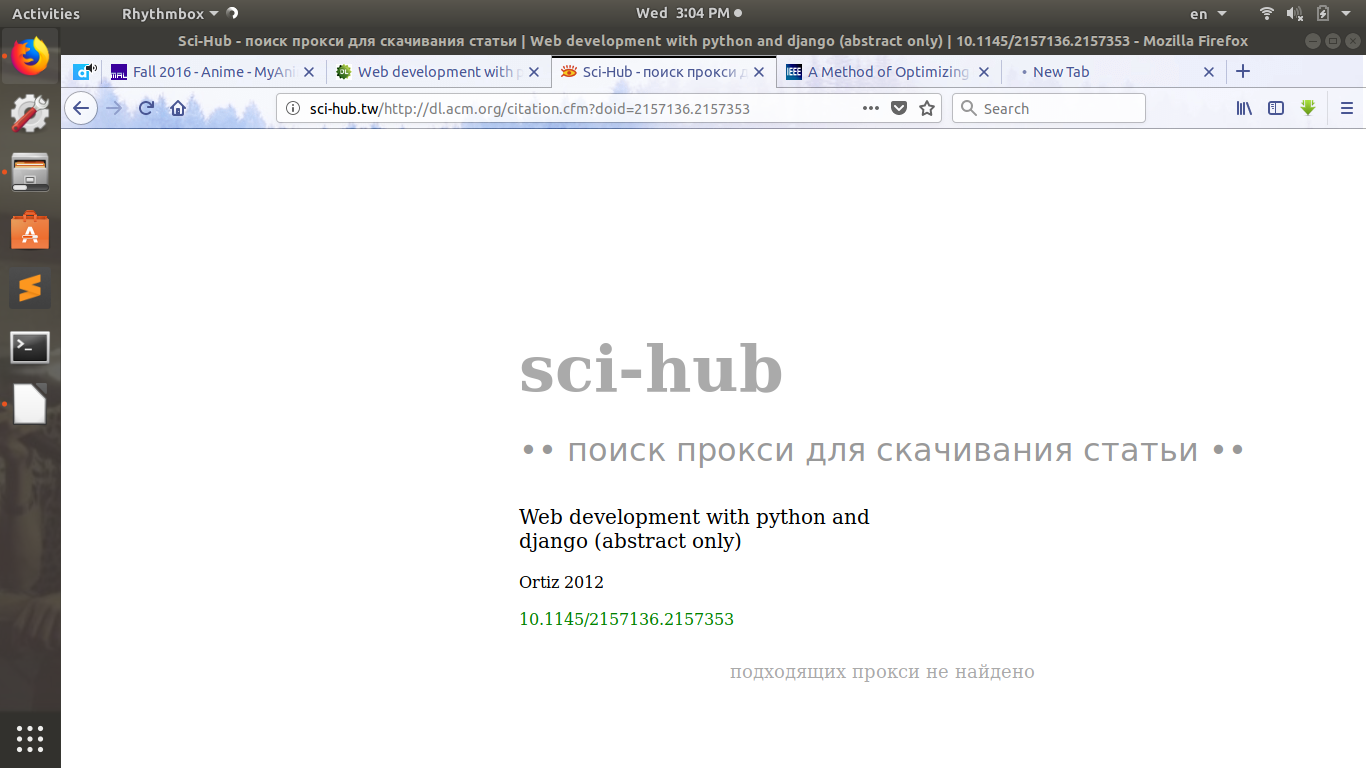 Activities Rhythmbox Wed 3:04 PM en
Sci-Hub - поиск прокси для скачивания статьи | Web development with python and django (abstract only) | 10.1145/2157136.2157353 - Mozilla Firefox
MAL Fall 2016 - Anime - MyAni DL Web development with p Sci-Hub - поиск прокси д IEEE A Method of Optimizing • New Tab
sci-hub.tw/http://dl.acm.org/citation.cfm?doid=2157136.2157353 Search
sci-hub
•• поиск прокси для скачивания статьи ••
Web development with python and
django (abstract only)
Ortiz 2012
10.1145/2157136.2157353
подходящих прокси не найдено